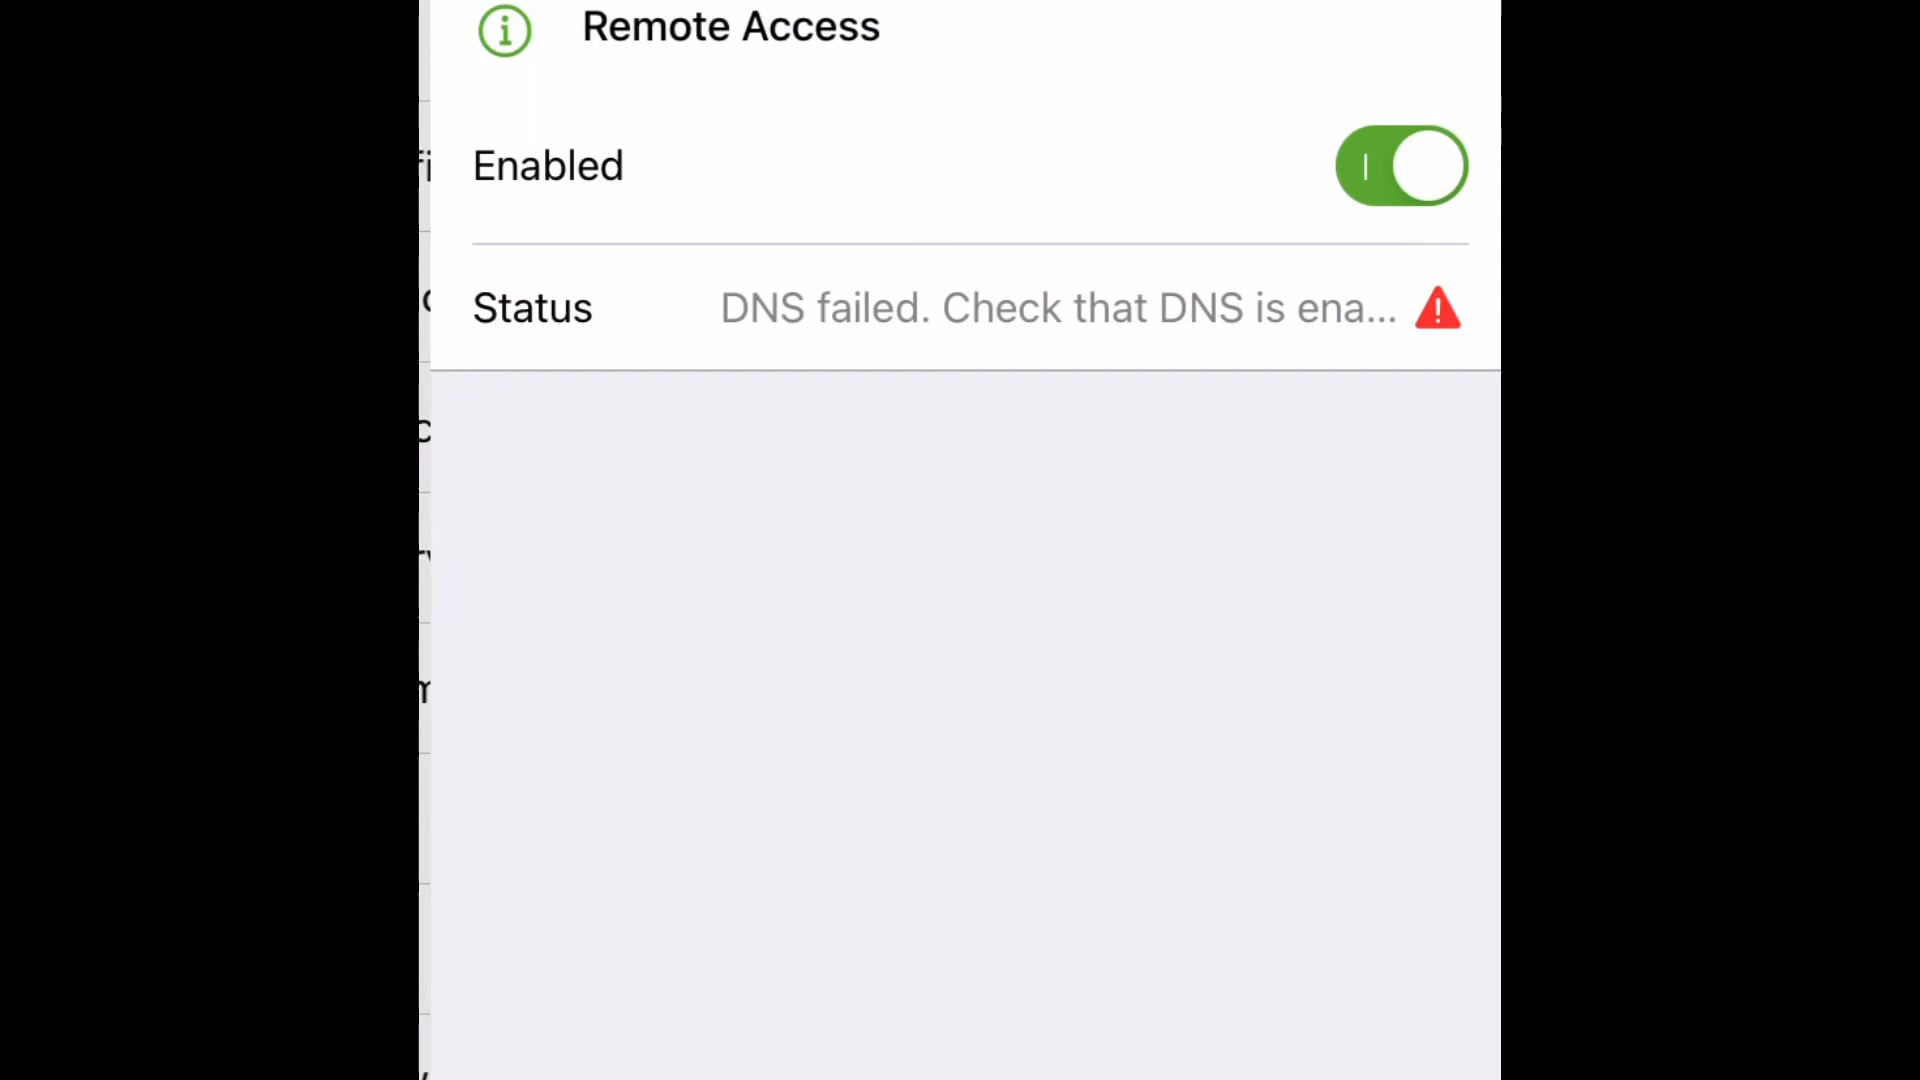 Remote Access
Enabled
Status DNS failed. Check that DNS is ena...